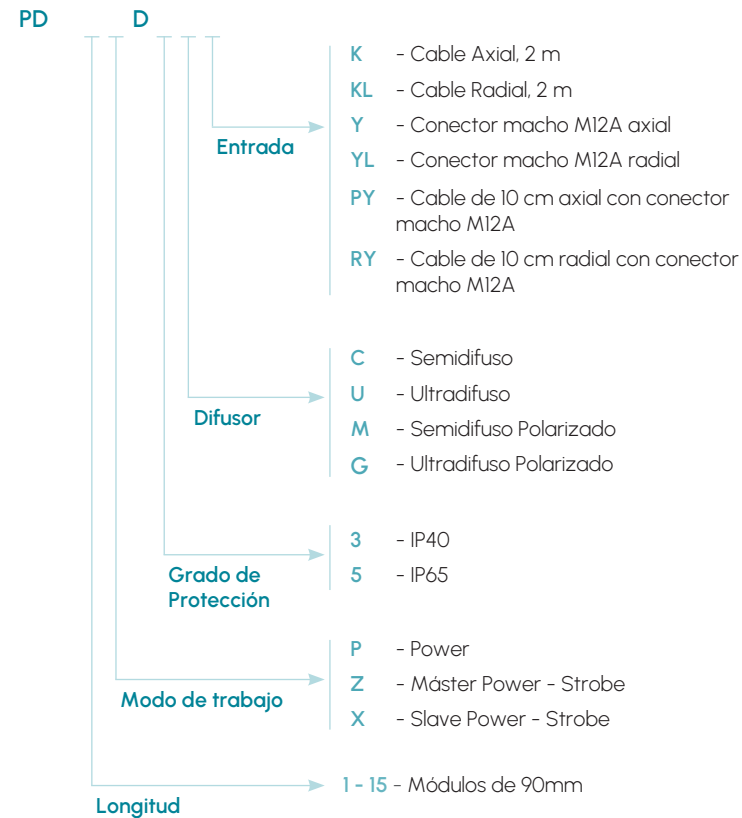 PD D
K - Cable Axial, 2 m
KL - Cable Radial, 2 m
Y - Conector macho M12A axial
Entrada
YL - Conector macho M12A radial
PY - Cable de 10 cm axial con conector
macho M12A
RY - Cable de 10 cm radial con conector
macho M12A
C - Semidifuso
U - Ultradifuso
Difusor
M - Semidifuso Polarizado
G - Ultradifuso Polarizado
3 - IP40
5 - IP65
Grado de
Protección
P - Power
Z - Máster Power - Strobe
Modo de trabajo
X - Slave Power - Strobe
1 - 15 - Módulos de 90mm
Longitud